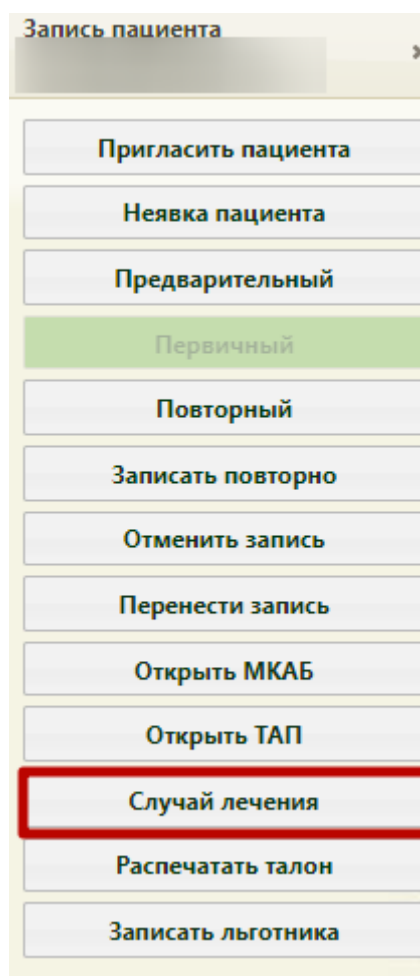 Запись пациента
Пригласить пациента
Неявка пациента
Предварительный
Первичный
Повторный
Записать повторно
Отменить запись
Перенести запись
Открыть МКАБ
Открыть ТАП
Случай лечения
Распечатать талон
Записать льготника